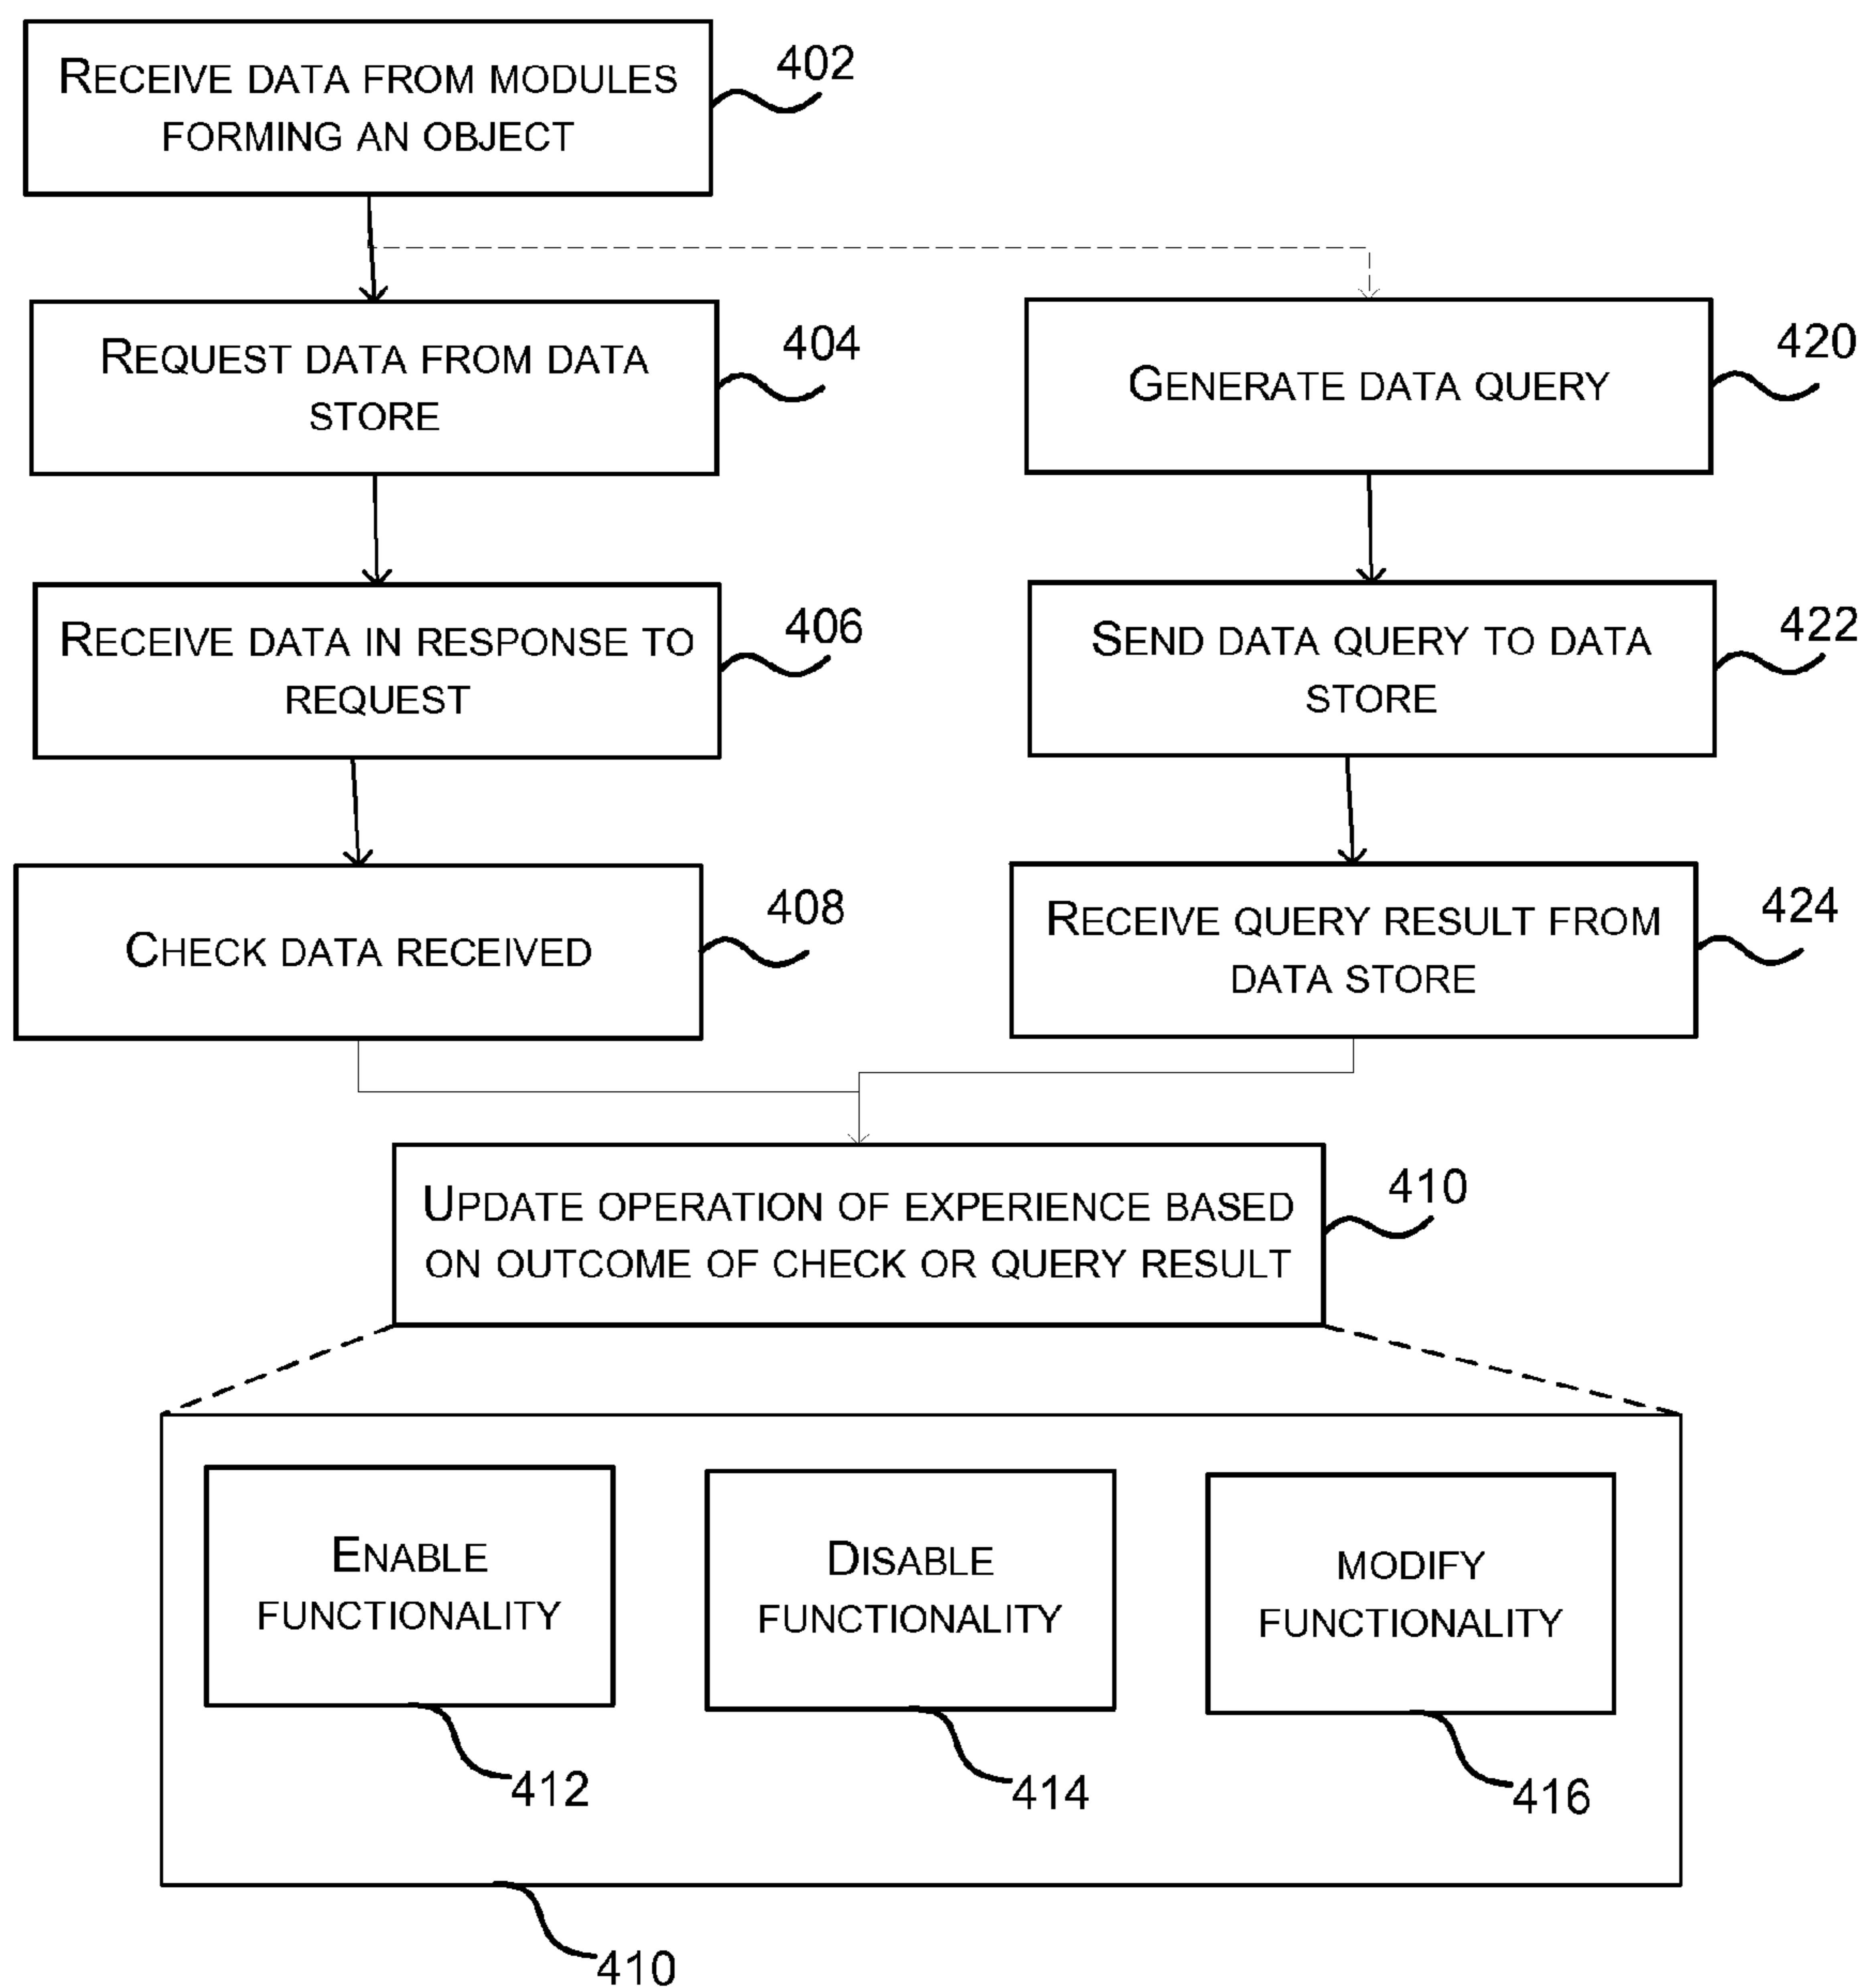 RECEIVE DATA FROM MODULES
FORMING AN OBJECT
402
REQUEST DATA FROM DATA
STORE
404
GENERATE DATA QUERY
420
RECEIVE DATA IN RESPONSE TO
REQUEST
406
SEND DATA QUERY TO DATA
STORE
422
CHECK DATA RECEIVED
408
RECEIVE QUERY RESULT FROM
DATA STORE
424
UPDATE OPERATION OF EXPERIENCE BASED
ON OUTCOME OF CHECK OR QUERY RESULT
410
ENABLE
FUNCTIONALITY
412
DISABLE
FUNCTIONALITY
414
MODIFY
FUNCTIONALITY
416
410